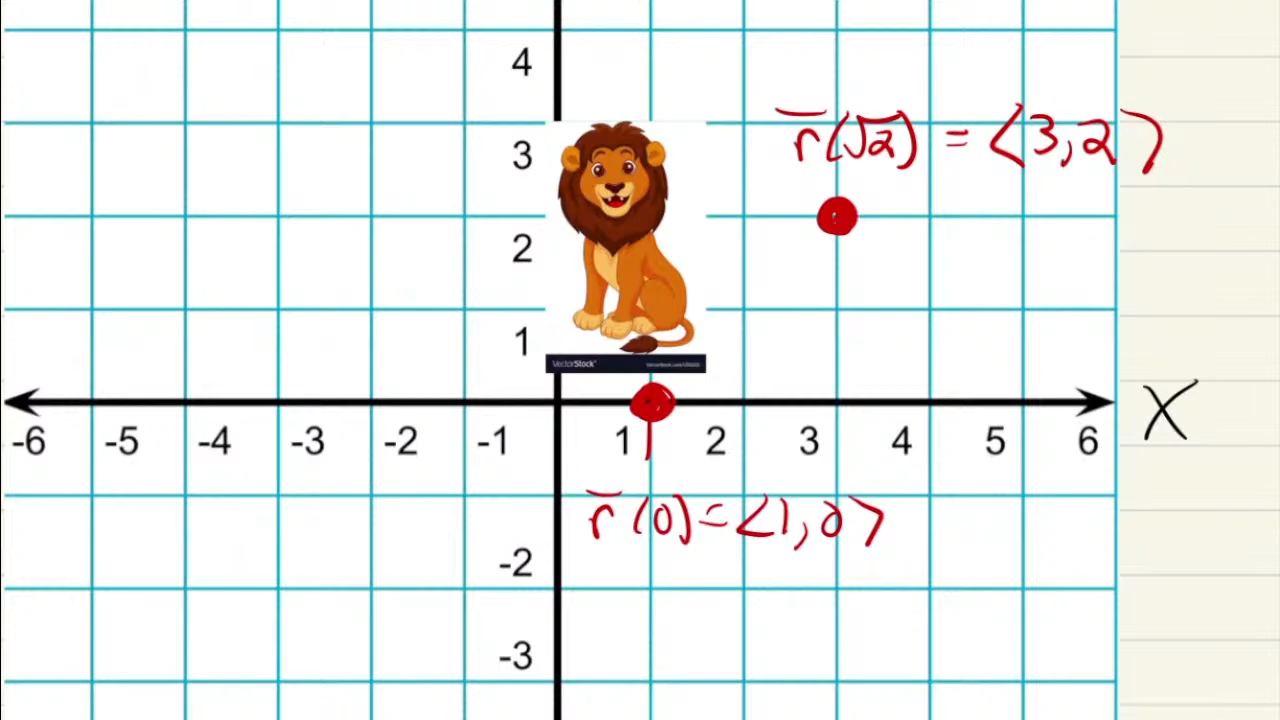 4
r̅(√2) = ⟨3,2⟩
3
2
1
VectorStock®
-6 -5 -4 -3 -2 -1 1 2 3 4 5 6 X
r̅(0)=⟨1,0⟩
-2
-3